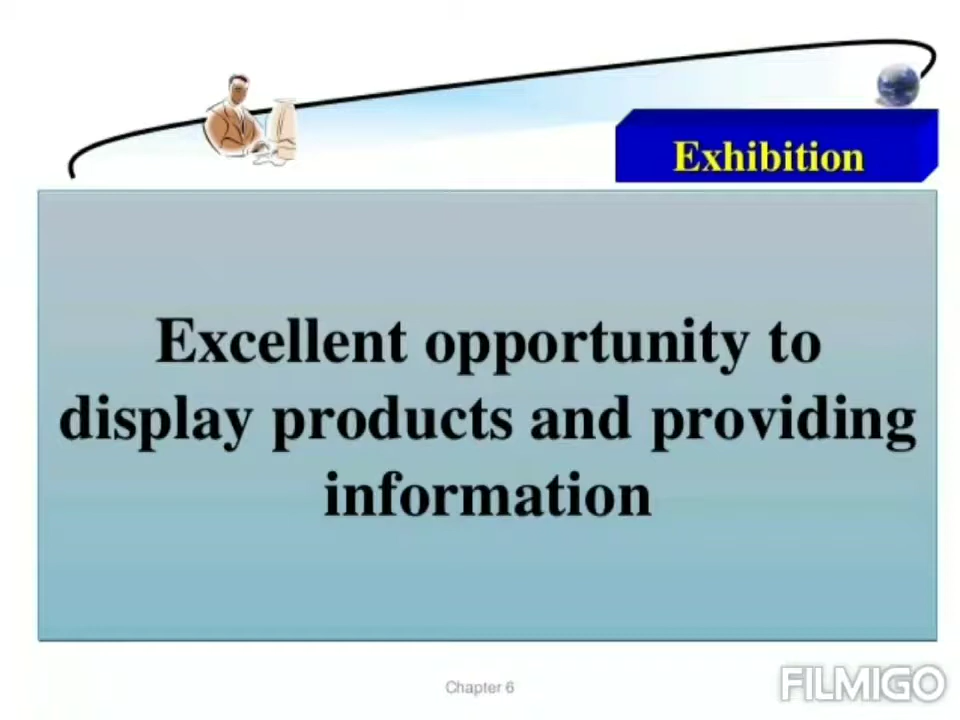 Exhibition
Excellent opportunity to
display products and providing
information
Chapter 6
FILMIGO